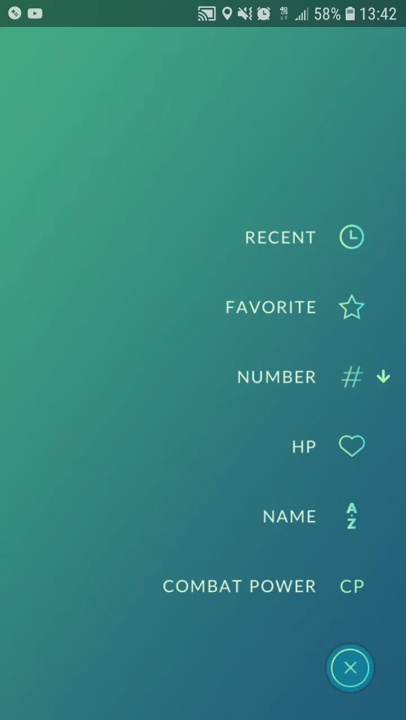 58% 13:42
RECENT
FAVORITE
NUMBER #
HP
NAME A Z
COMBAT POWER CP